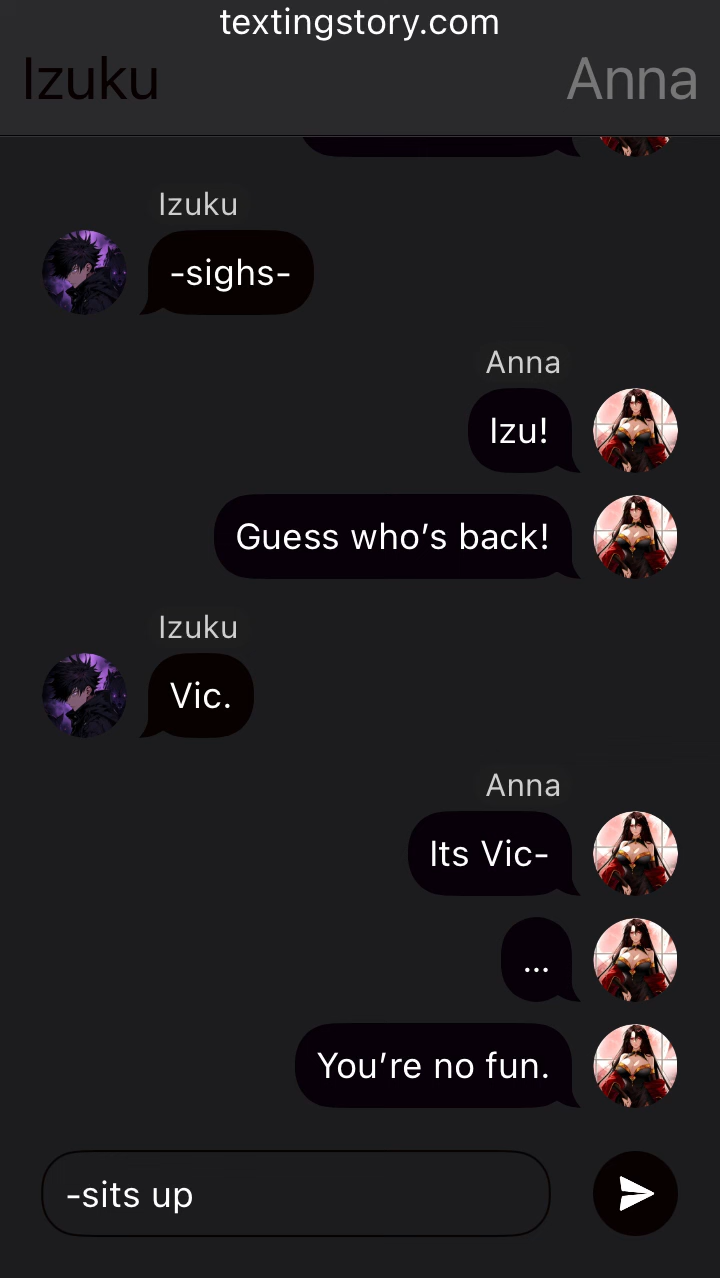 textingstory.com
Izuku Anna
Izuku
-sighs-
Anna
Izu!
Guess who’s back!
Izuku
Vic.
Anna
Its Vic-
...
You’re no fun.
-sits up